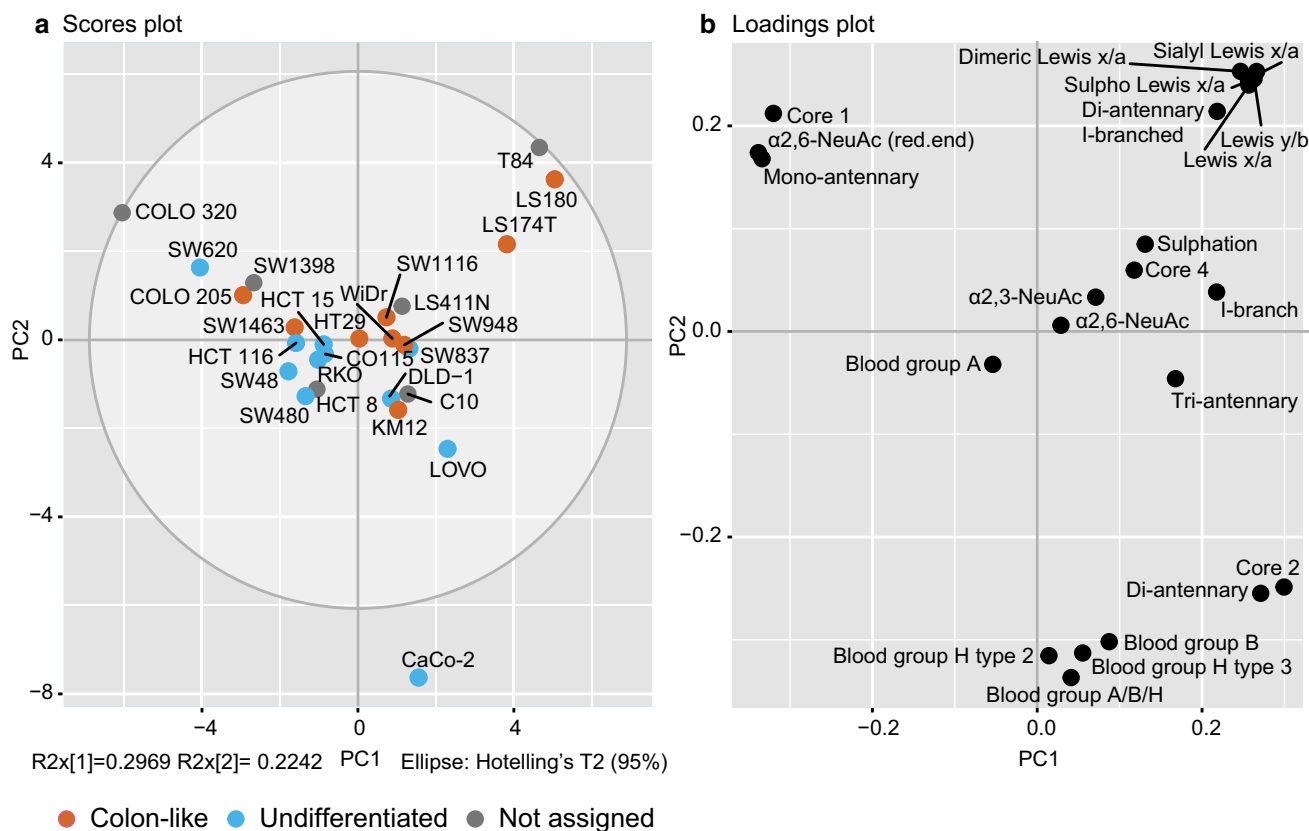 a Scores plot
PC2
4
0
−4
−8
−4
0
4
PC1
T84
LS180
LS174T
COLO 320
SW620
SW1398
COLO 205
HCT 15
WiDr
SW1116
LS411N
SW1463
HT29
SW948
HCT 116
CO115
SW837
SW48
RKO
DLD−1
SW480
HCT 8
C10
KM12
LOVO
CaCo-2
R2x[1]=0.2969 R2x[2]= 0.2242
Ellipse: Hotelling's T2 (95%)
Colon-like
Undifferentiated
Not assigned
b Loadings plot
PC2
0.2
0.0
−0.2
−0.2
0.0
0.2
PC1
Dimeric Lewis x/a
Sialyl Lewis x/a
Sulpho Lewis x/a
Di-antennary
I-branched
Lewis y/b
Lewis x/a
Core 1
α2,6-NeuAc (red.end)
Mono-antennary
Sulphation
Core 4
α2,3-NeuAc
I-branch
α2,6-NeuAc
Blood group A
Tri-antennary
Core 2
Di-antennary
Blood group B
Blood group H type 2
Blood group H type 3
Blood group A/B/H